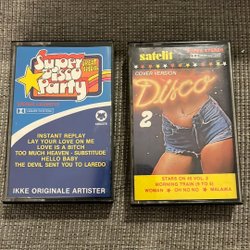 Super
Disco
Party
INSTANT REPLAY
LAY YOUR LOVE ON ME
LOVE IS A BITCH
TOO MUCH HEAVEN - SUBSTITUDE
HELLO BABY
THE DEVIL SENT YOU TO LAREDO
IKKE ORIGINALE ARTISTER
satelit
COVER VERSION
Disco
2
STARS ON 45 VOL. 2
MORNING TRAIN (9 TO 5)
WOMAN ★ OH NO NO ★ MALAIKA